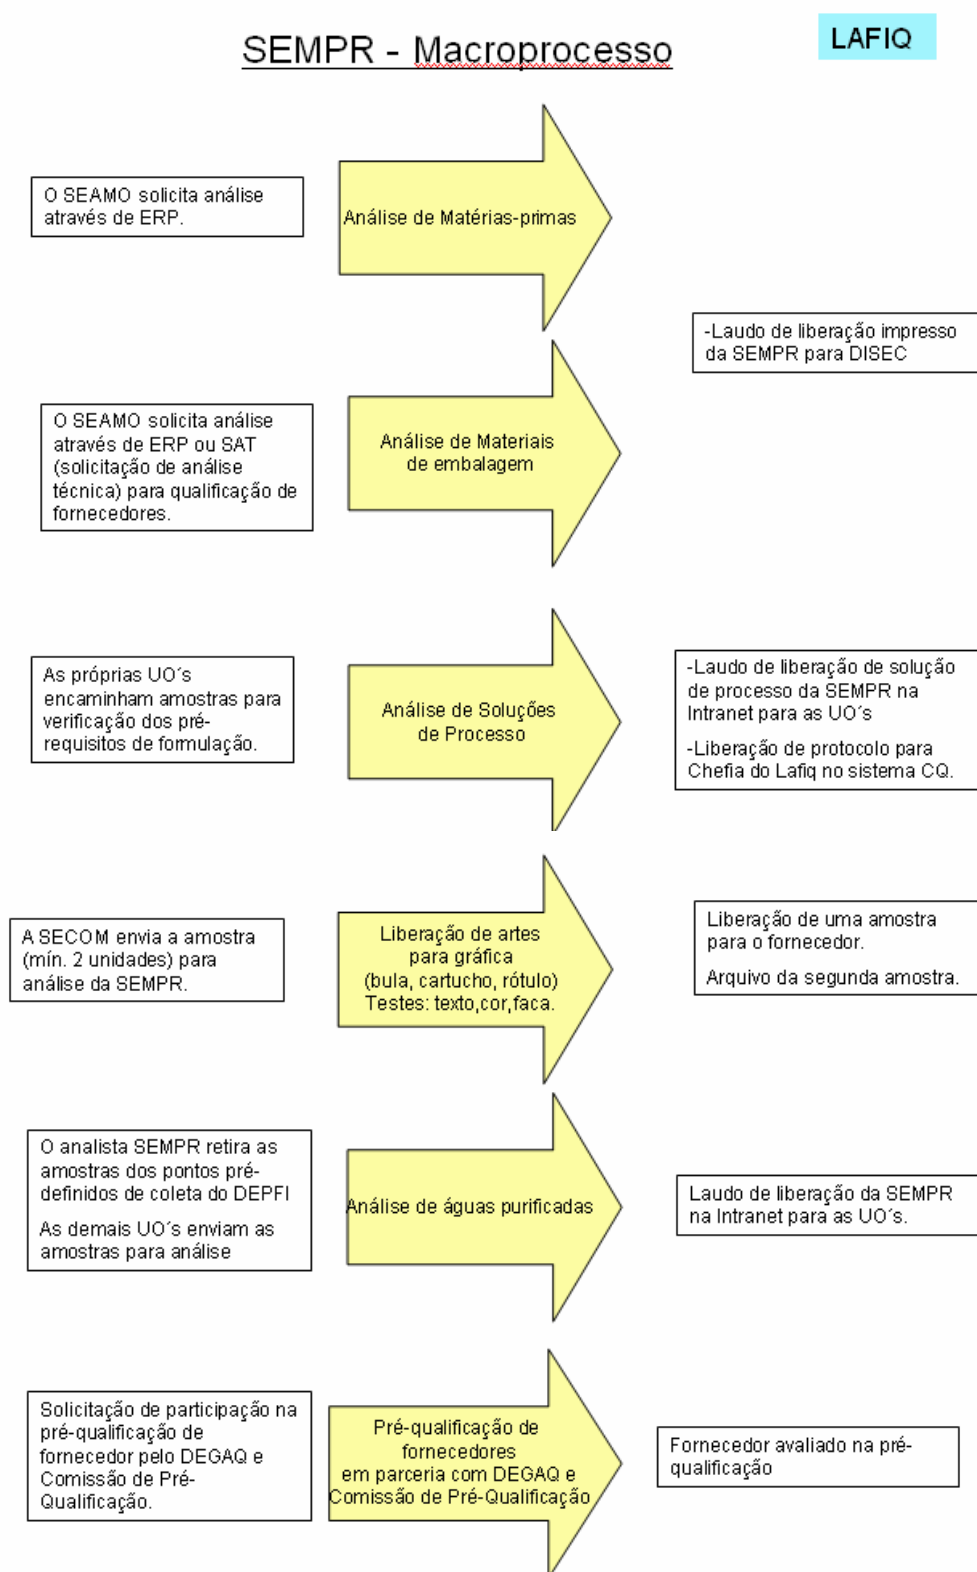 SEMPR - Macroprocesso
LAFIQ
O SEAMO solicita análise
através de ERP.
Análise de Matérias-primas
-Laudo de liberação impresso
da SEMPR para DISEC
O SEAMO solicita análise
através de ERP ou SAT
(solicitação de análise
técnica) para qualificação de
fornecedores.
Análise de Materiais
de embalagem
As próprias UO´s
encaminham amostras para
verificação dos pré-
requisitos de formulação.
Análise de Soluções
de Processo
-Laudo de liberação de solução
de processo da SEMPR na
Intranet para as UO´s
-Liberação de protocolo para
Chefia do Lafiq no sistema CQ.
A SECOM envia a amostra
(mín. 2 unidades) para
análise da SEMPR.
Liberação de artes
para gráfica
(bula, cartucho, rótulo)
Testes: texto,cor,faca.
Liberação de uma amostra
para o fornecedor.
Arquivo da segunda amostra.
O analista SEMPR retira as
amostras dos pontos pré-
definidos de coleta do DEPFI
As demais UO´s enviam as
amostras para análise
Análise de águas purificadas
Laudo de liberação da SEMPR
na Intranet para as UO´s.
Solicitação de participação na
pré-qualificação de
fornecedor pelo DEGAQ e
Comissão de Pré-
Qualificação.
Pré-qualificação de
fornecedores
em parceria com DEGAQ e
Comissão de Pré-Qualificação
Fornecedor avaliado na pré-
qualificação